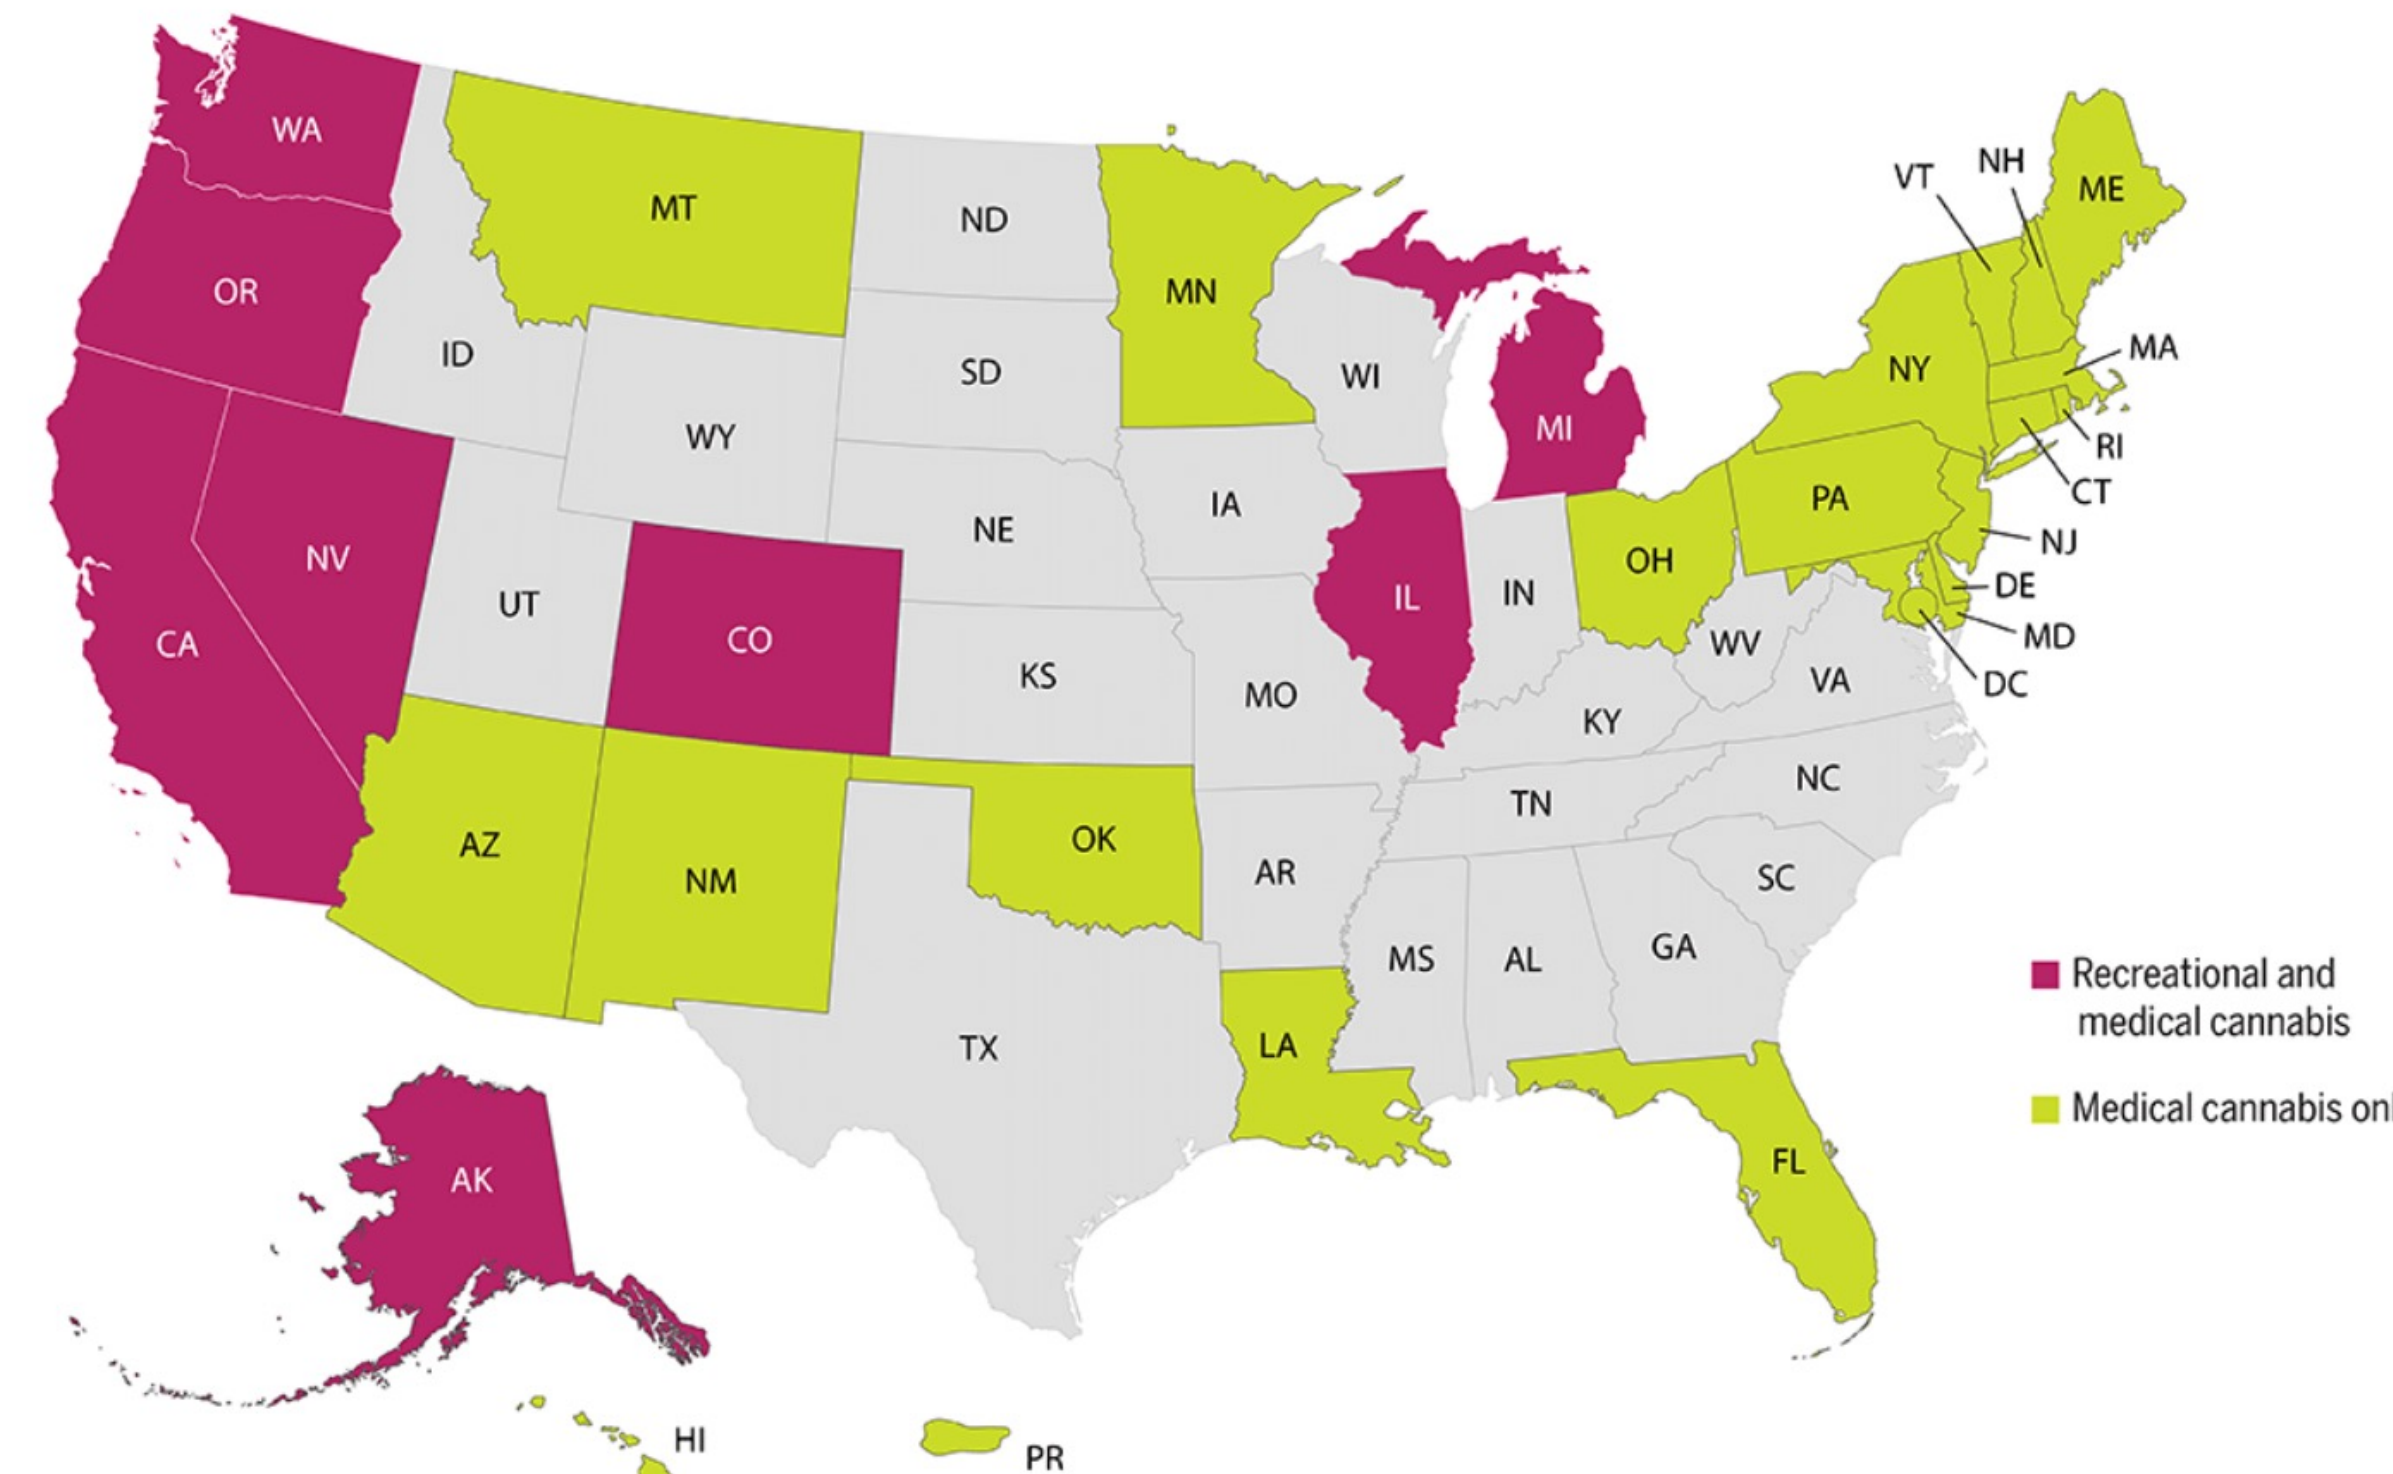 WA
MT
ND
MN
VT
NH
ME
OR
ID
SD
WI
MI
NY
MA
WY
IA
RI
NE
PA
CT
NV
UT
CO
IL
IN
OH
NJ
DE
CA
KS
MO
WV
MD
KY
VA
DC
AZ
NM
OK
AR
TN
NC
SC
MS
AL
GA
TX
LA
FL
Recreational and
medical cannabis
Medical cannabis
AK
HI
PR